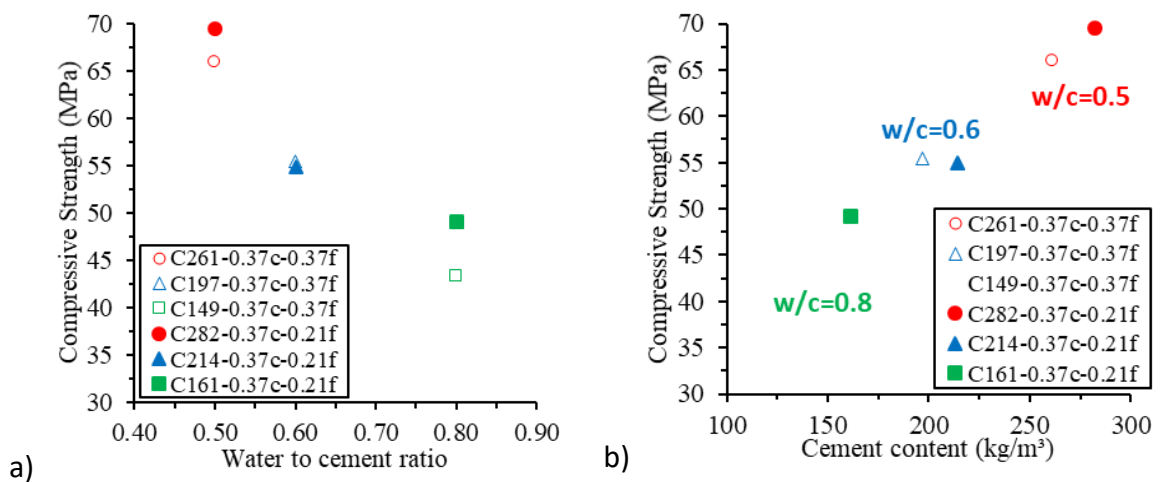 70
65
60
55
50
45
40
35
30
Compressive Strength (MPa)
C261-0.37c-0.37f
C197-0.37c-0.37f
C149-0.37c-0.37f
C282-0.37c-0.21f
C214-0.37c-0.21f
C161-0.37c-0.21f
0.40 0.50 0.60 0.70 0.80 0.90
Water to cement ratio
a)
70
65
60
55
50
45
40
35
30
Compressive Strength (MPa)
w/c=0.5
w/c=0.6
w/c=0.8
C261-0.37c-0.37f
C197-0.37c-0.37f
C149-0.37c-0.37f
C282-0.37c-0.21f
C214-0.37c-0.21f
C161-0.37c-0.21f
100 150 200 250 300
Cement content (kg/m³)
b)